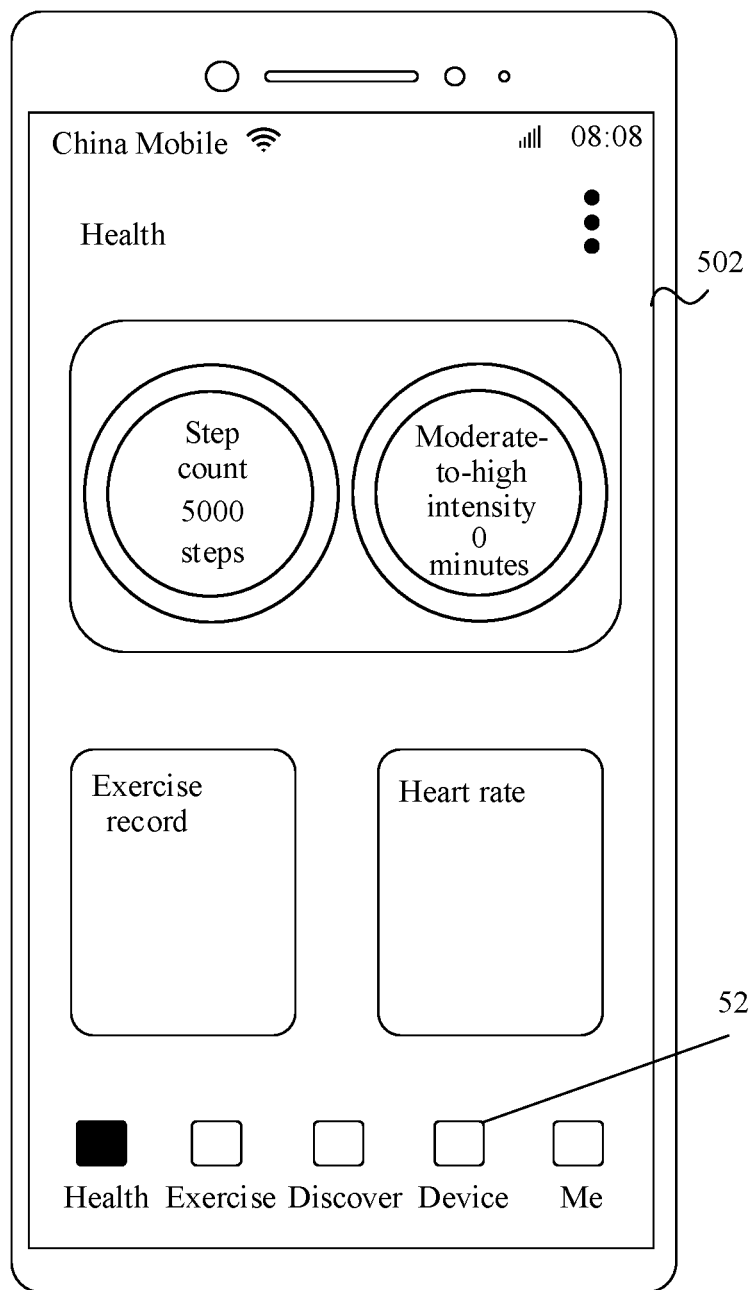 China Mobile 08:08
Health
502
Step
count
5000
steps
Moderate-
to-high
intensity
0
minutes
Exercise
record
Heart rate
52
Health Exercise Discover Device Me